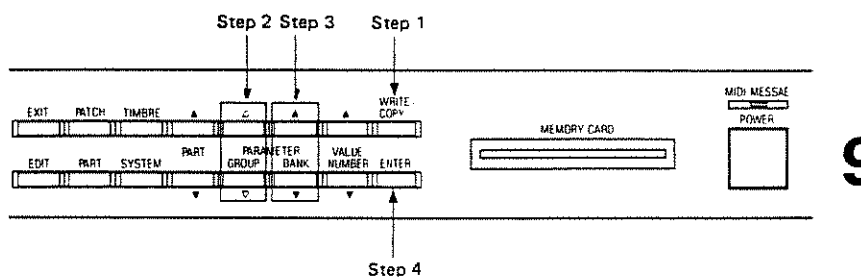 Step 2 Step 3 Step 1
EXIT PATCH TIMBRE WRITE COPY
MIDI MESSAE
POWER
MEMORY CARD
PART PARAMETER VALUE
EDIT PART SYSTEM GROUP BANK NUMBER ENTER
Step 4